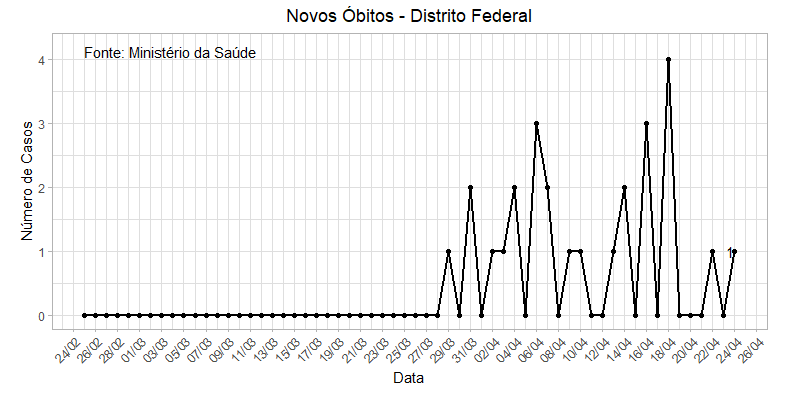 Novos Óbitos - Distrito Federal
Fonte: Ministério da Saúde
Número de Casos
4
3
2
1
0
1
24/02 26/02 28/02 01/03 03/03 05/03 07/03 09/03 11/03 13/03 15/03 17/03 19/03 21/03 23/03 25/03 27/03 29/03 31/03 02/04 04/04 06/04 08/04 10/04 12/04 14/04 16/04 18/04 20/04 22/04 24/04 26/04
Data